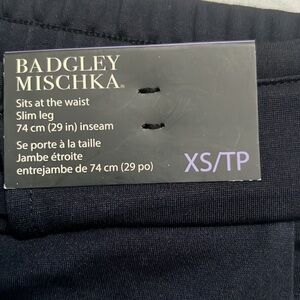 BADGLEY
MISCHKA®
Sits at the waist
Slim leg
74 cm (29 in) inseam
Se porte à la taille
Jambe étroite
entrejambe de 74 cm (29 po)
XS/TP